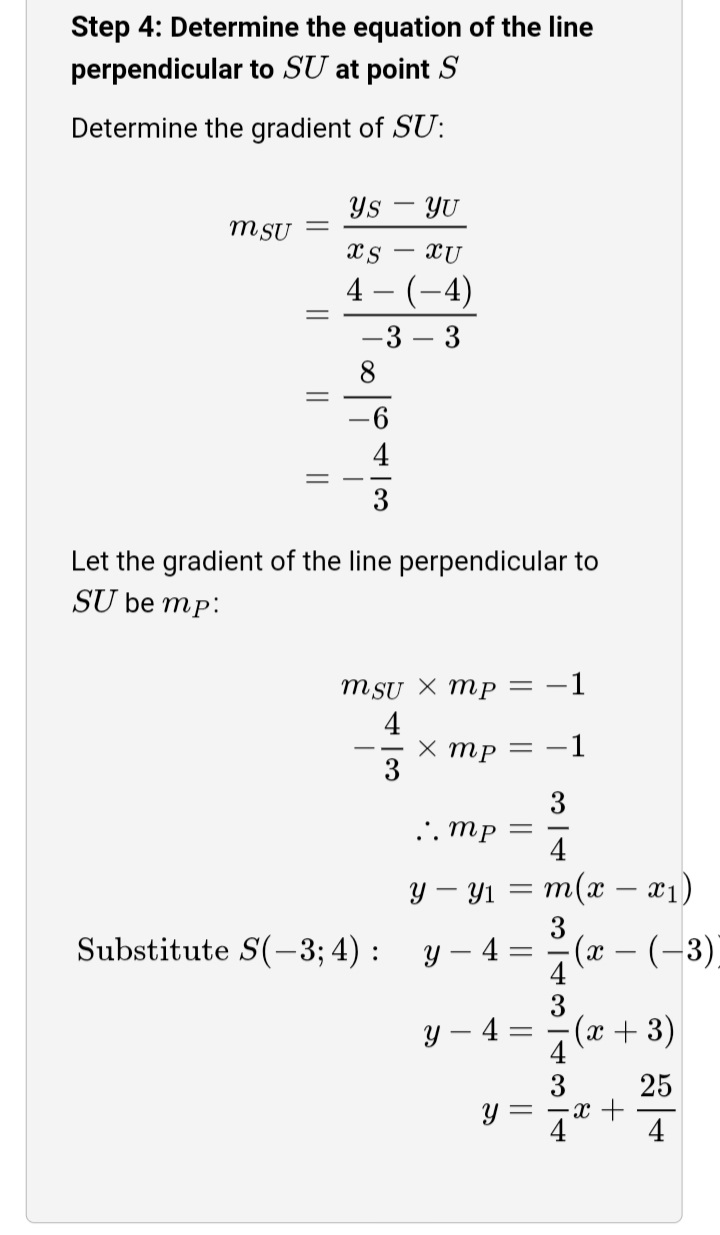 Step 4: Determine the equation of the line
perpendicular to SU at point S
Determine the gradient of SU:
m_{SU} = \frac{y_S - y_U}{x_S - x_U}
= \frac{4 - (-4)}{-3 - 3}
= \frac{8}{-6}
= -\frac{4}{3}
Let the gradient of the line perpendicular to
SU be m_P:
m_{SU} × m_P = −1
-\frac{4}{3} × m_P = −1
∴ m_P = \frac{3}{4}
y − y_1 = m(x − x_1)
Substitute S(−3; 4) : y − 4 = \frac{3}{4}(x − (−3))
y − 4 = \frac{3}{4}(x + 3)
y = \frac{3}{4}x + \frac{25}{4}